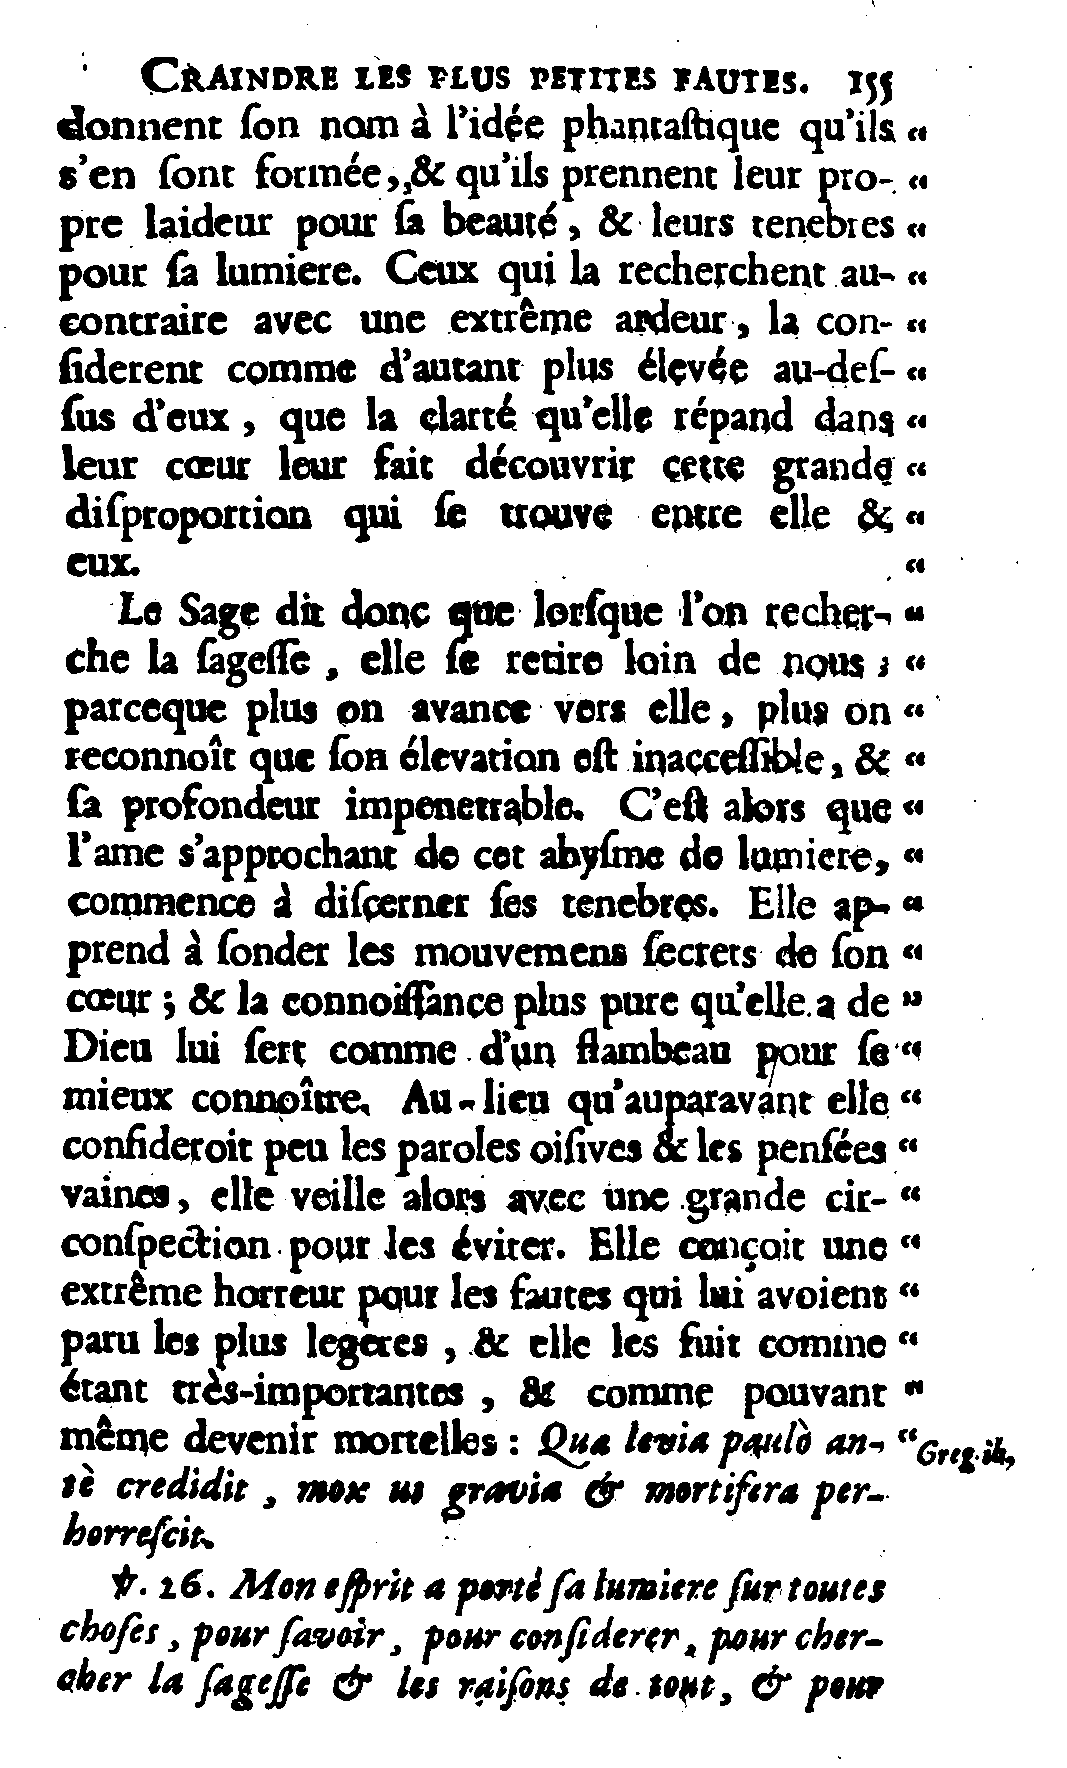 CRAINDRE LES PLUS PETITES FAUTES. 155
donnent ſon nom à l'idée phantaſtique qu'ils “
s'en ſont formée, & qu'ils prennent leur pro- “
pre laideur pour ſa beauté, & leurs tenebres “
pour ſa lumiere. Ceux qui la recherchent au- “
contraire avec une extrême ardeur, la con- “
ſiderent comme d'autant plus élevée au-deſ- “
ſus d'eux, que la clarté qu'elle répand dans “
leur cœur leur fait découvrir cette grande “
diſproportion qui ſe trouve entre elle & “
eux. “
Le Sage dit donc que lorſque l'on recher- “
che la ſageſſe, elle ſe retire loin de nous; “
parceque plus on avance vers elle, plus on “
reconnoît que ſon élevation eſt inacceſſible, & “
ſa profondeur impenetrable. C'eſt alors que “
l'ame s'approchant de cet abyſme de lumiere, “
commence à diſcerner ſes tenebres. Elle ap- “
prend à ſonder les mouvemens ſecrets de ſon “
cœur; & la connoiſſance plus pure qu'elle a de ”
Dieu lui ſert comme d'un flambeau pour ſe “
mieux connoître. Au-lieu qu'auparavant elle “
conſideroit peu les paroles oiſives & les penſées “
vaines, elle veille alors avec une grande cir- “
conſpection pour les éviter. Elle conçoit une “
extrême horreur pour les fautes qui lui avoient “
paru les plus legères, & elle les fuit comme “
étant très-importantes, & comme pouvant “
même devenir mortelles: Qua levia paulò an- “ Greg. ib,
tè credidit, mox ut gravia & mortifera per-
horreſcit.
℣. 26. Mon eſprit a porté ſa lumiere ſur toutes
choſes, pour ſavoir, pour conſiderer, pour cher-
cher la ſageſſe & les raiſons de tout, & pour